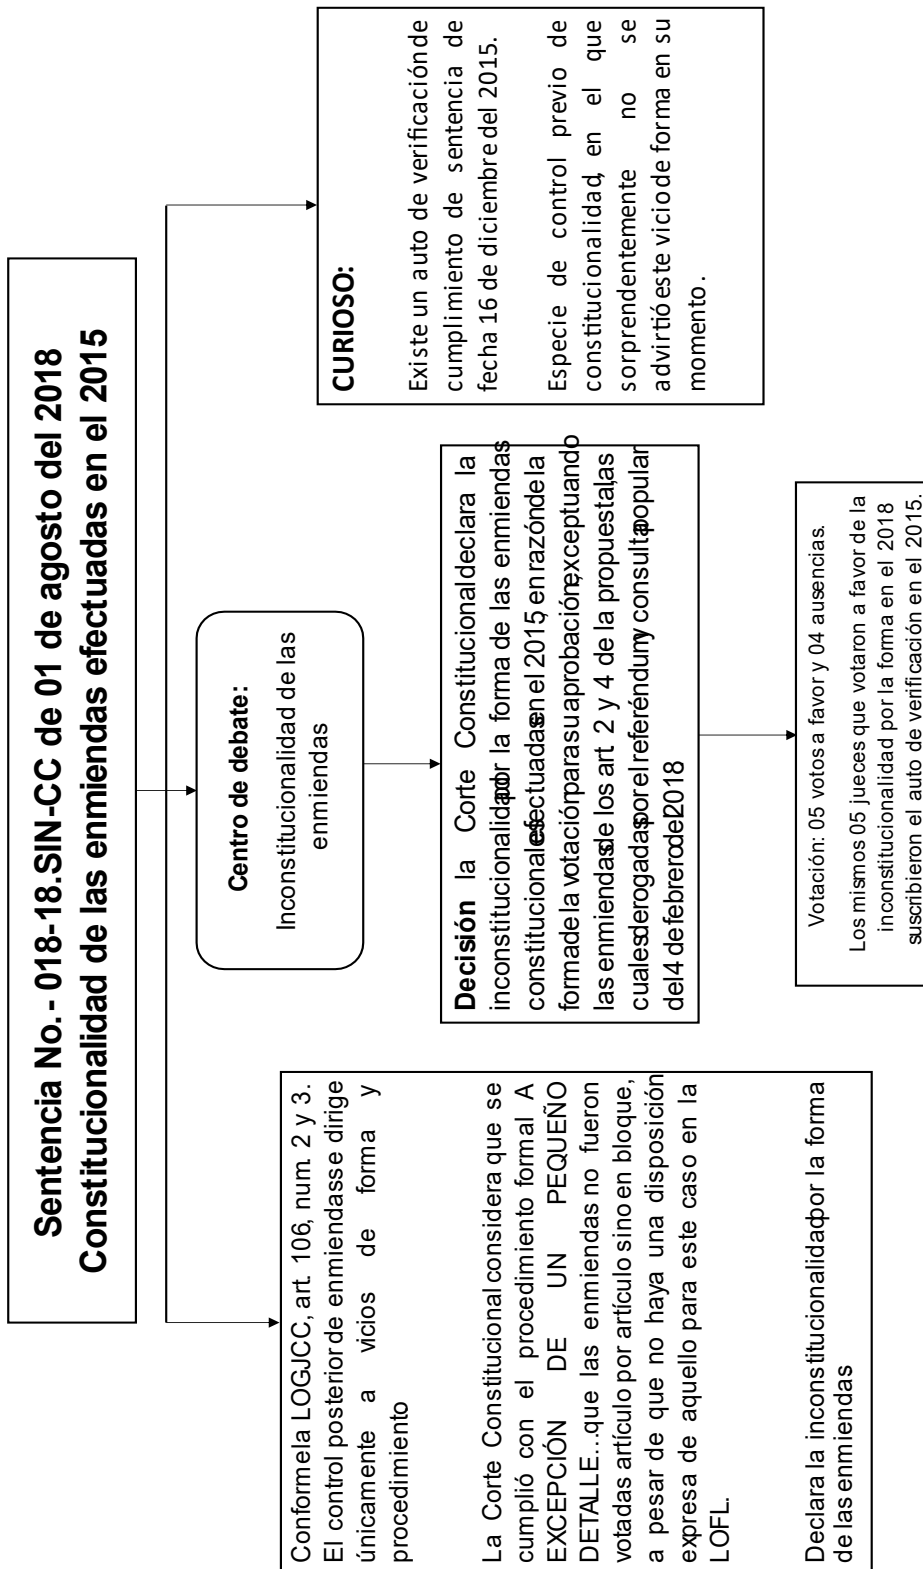 Sentencia No.- 018-18.SIN-CC de 01 de agosto del 2018
Constitucionalidad de las enmiendas efectuadas en el 2015
Conforme la LOGJCC, art. 106, num. 2 y 3.
El control posterior de enmiendas se dirige
únicamente a vicios de forma y
procedimiento
La Corte Constitucional considera que se
cumplió con el procedimiento formal A
EXCEPCIÓN DE UN PEQUEÑO
DETALLE...que las enmiendas no fueron
votadas artículo por artículo sino en bloque,
a pesar de que no haya una disposición
expresa de aquello para este caso en la
LOFL.
Declara la inconstitucionalidad por la forma
de las enmiendas
Centro de debate:
Inconstitucionalidad de las
enmiendas
Decisión la Corte Constitucional declara la
inconstitucionalidad por la forma de las enmiendas
constitucionales efectuadas en el 2015, en razón de la
forma de la votación para su aprobación, exceptuando
las enmiendas de los art. 2 y 4 de la propuesta, las
cuales derogadas por el referéndum y consulta popular
del 4 de febrero del 2018
Votación: 05 votos a favor y 04 ausencias.
Los mismos 05 jueces que votaron a favor de la
inconstitucionalidad por la forma en el 2018
suscribieron el auto de verificación en el 2015.
CURIOSO:
Existe un auto de verificación de
cumplimiento de sentencia de
fecha 16 de diciembre del 2015.
Especie de control previo de
constitucionalidad, en el que
sorprendentemente no se
advirtió este vicio de forma en su
momento.